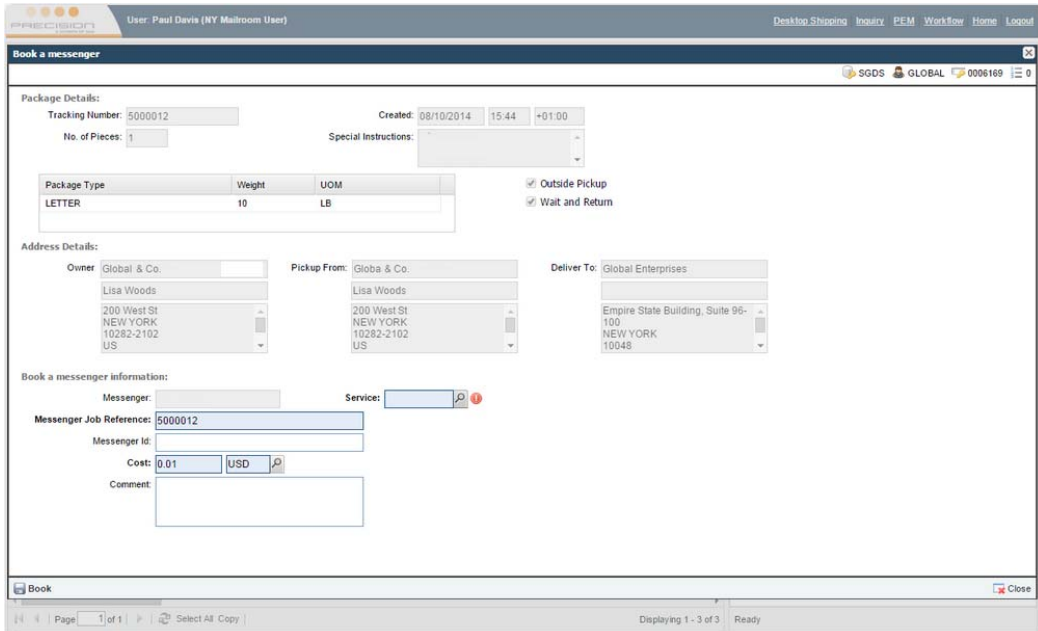 PRECISION
User: Paul Davis (NY Mailroom User)
Desktop Shipping Inquiry PEM Workflow Home Logout
Book a messenger
SGDS GLOBAL 0006169 0
Package Details:
Tracking Number: 5000012 Created: 08/10/2014 15:44 +01:00
No. of Pieces: 1 Special Instructions:
Package Type Weight UOM Outside Pickup
LETTER 10 LB Wait and Return
Address Details:
Owner Global & Co. Pickup From: Globa & Co. Deliver To: Global Enterprises
Lisa Woods Lisa Woods
200 West St 200 West St Empire State Building, Suite 96-
NEW YORK NEW YORK 100
10282-2102 10282-2102 NEW YORK
US US 10048
Book a messenger information:
Messenger: Service:
Messenger Job Reference: 5000012
Messenger Id:
Cost: 0.01 USD
Comment:
Book Close
Page 1 of 1 Select All Copy Displaying 1 - 3 of 3 Ready